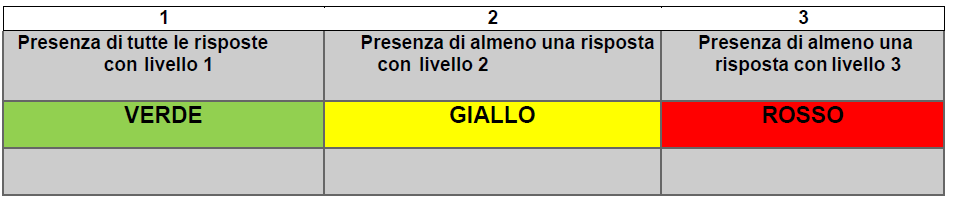 1 2 3
Presenza di tutte le risposte con livello 1
Presenza di almeno una risposta con livello 2
Presenza di almeno una risposta con livello 3
VERDE GIALLO ROSSO